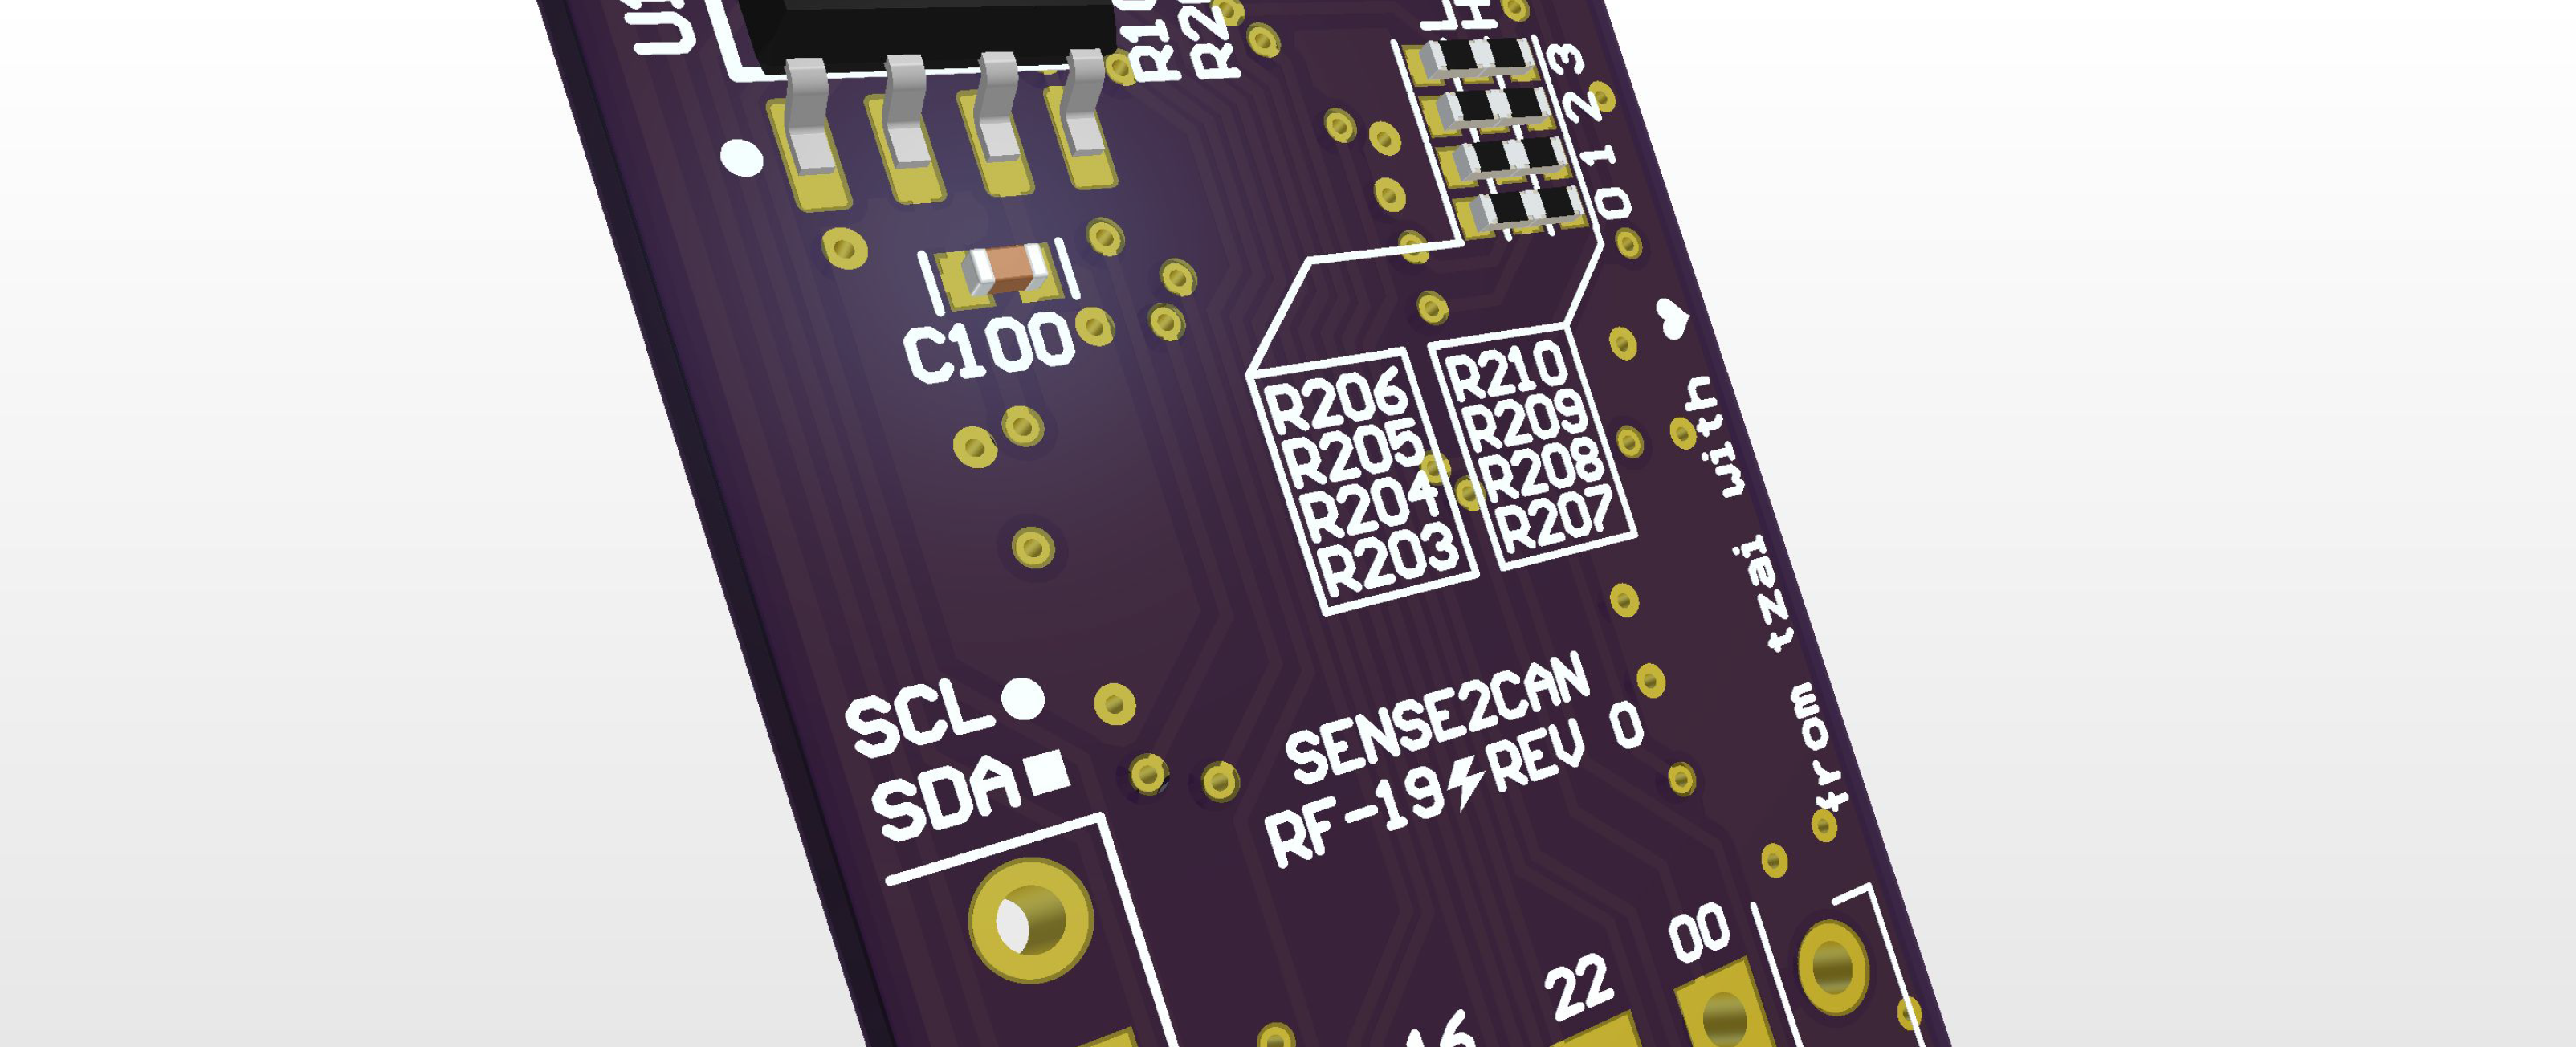 3
2
1
0
C100
R206
R205
R204
R203
R210
R209
R208
R207
from tzai with ♥
SCL
SDA
SENSE2CAN
RF-19⚡REV 0
00
22
16